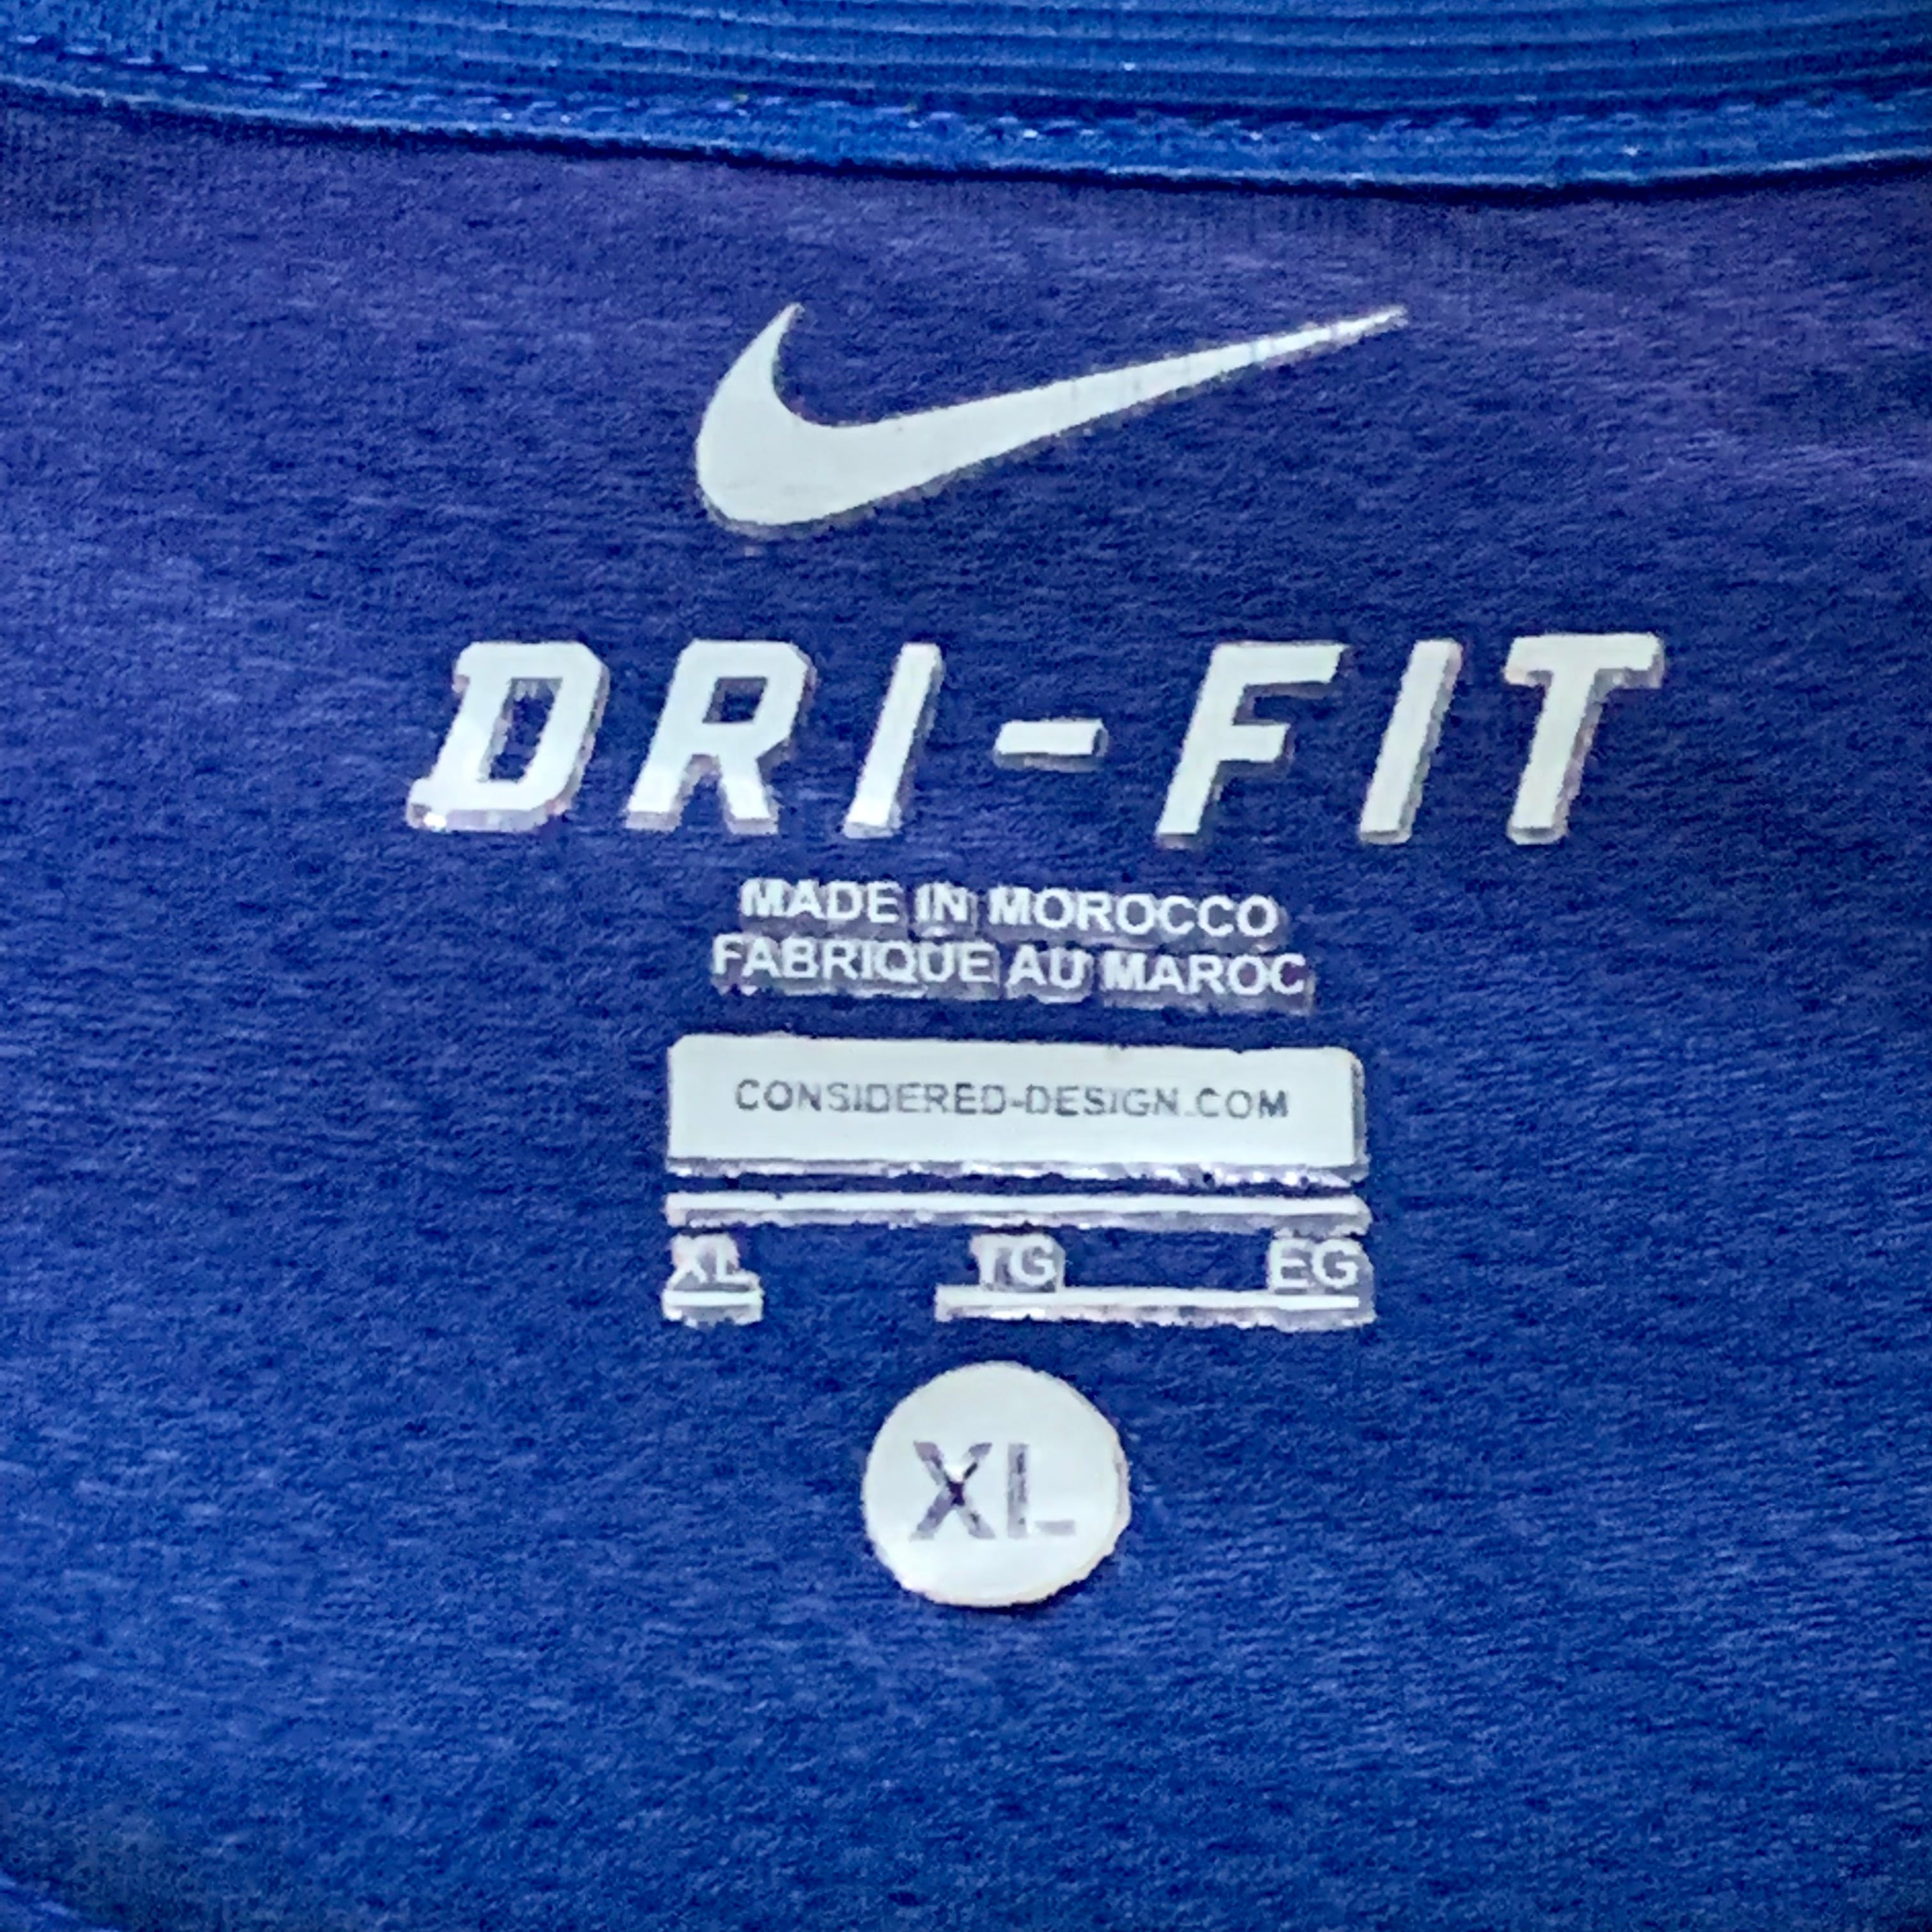 DRI-FIT
MADE IN MOROCCO
FABRIQUE AU MAROC
CONSIDERED-DESIGN.COM
XL TG EG
XL